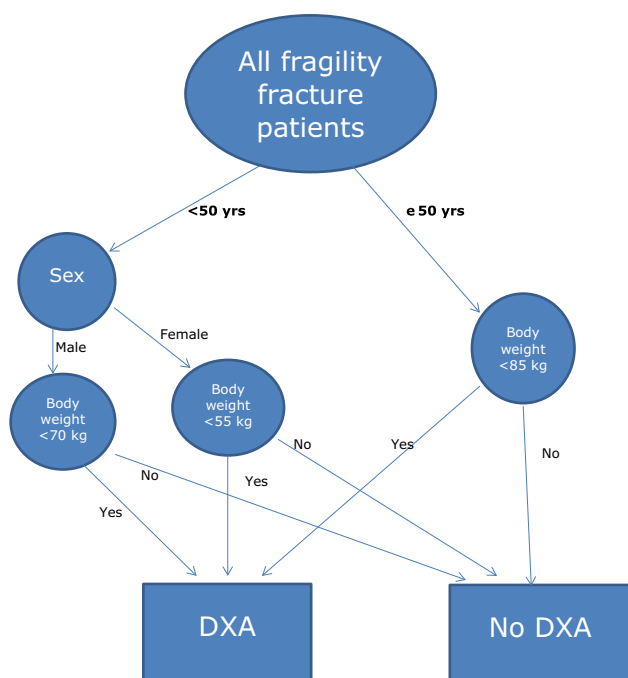 All fragility
fracture
patients
<50 yrs
e 50 yrs
Sex
Male
Female
Body
weight
<85 kg
Body
weight
<70 kg
Body
weight
<55 kg
No
Yes
No
No
Yes
Yes
DXA
No DXA